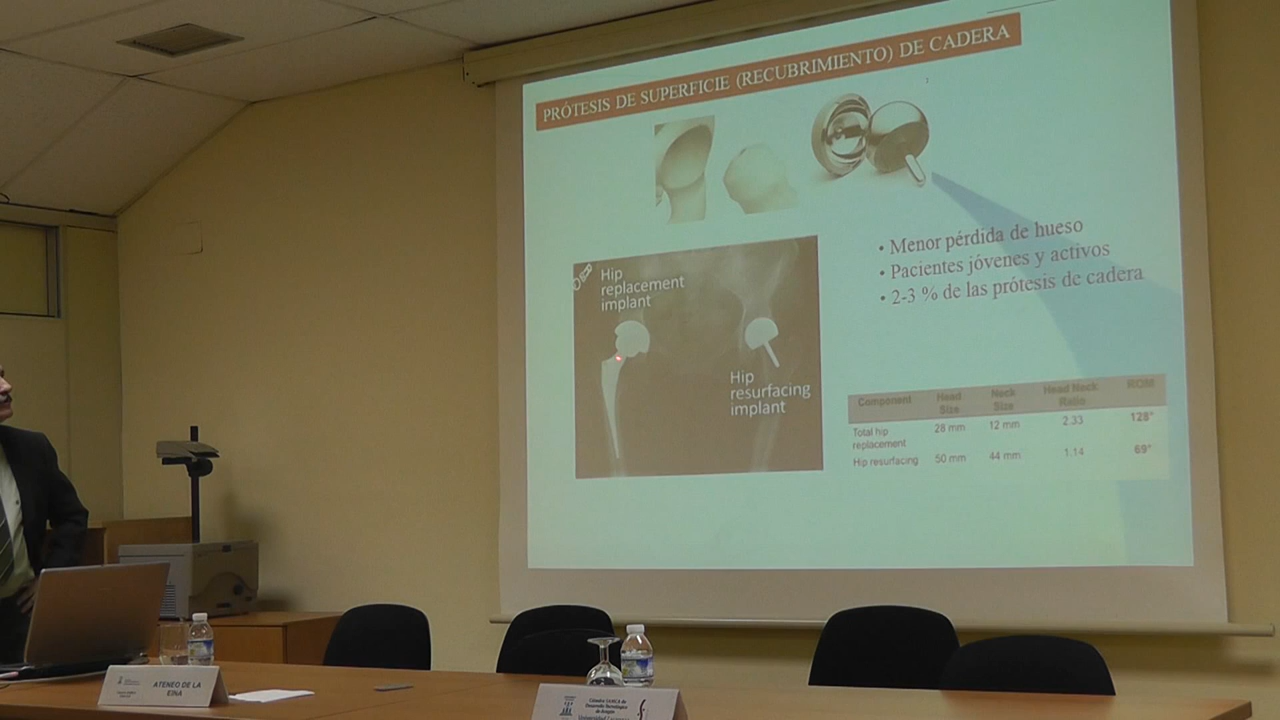 PRÓTESIS DE SUPERFICIE (RECUBRIMIENTO) DE CADERA
• Menor pérdida de hueso
• Pacientes jóvenes y activos
• 2-3 % de las prótesis de cadera
Hip
replacement
implant
Hip
resurfacing
implant
Component Head Size Neck Size Head Neck Ratio ROM
Total hip replacement 28 mm 12 mm 2.33 128°
Hip resurfacing 50 mm 44 mm 1.14 69°
ATENEO DE LA
EINA